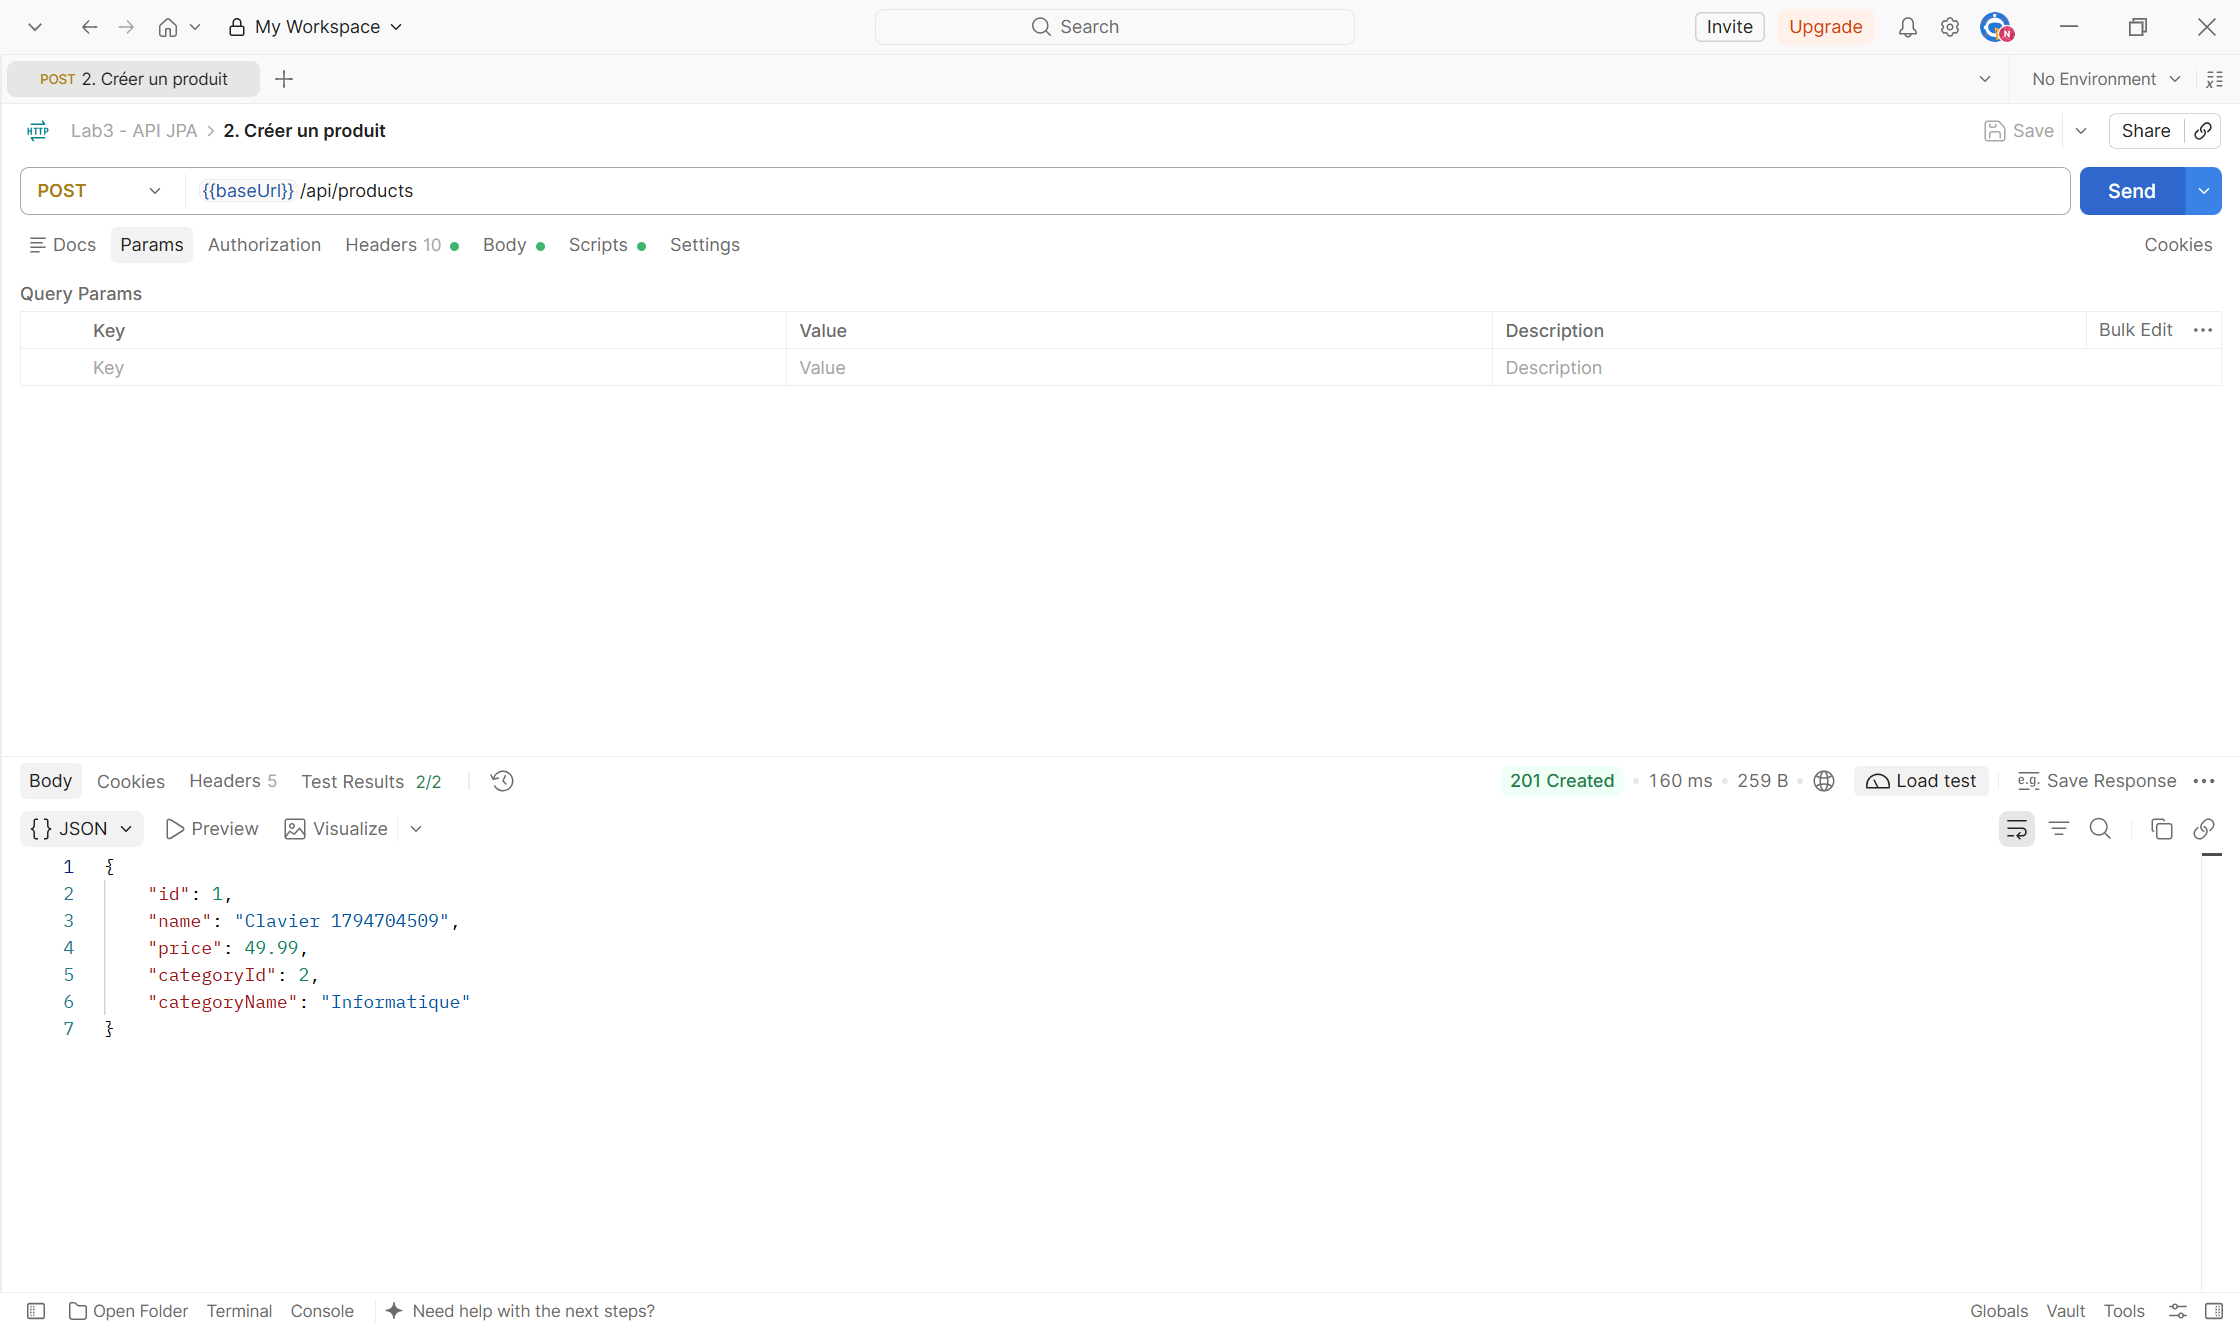 My Workspace
Search
Invite
Upgrade
N
POST 2. Créer un produit
No Environment
HTTP
Lab3 - API JPA > 2. Créer un produit
Save
Share
POST
{{baseUrl}} /api/products
Send
Docs
Params
Authorization
Headers 10
Body
Scripts
Settings
Cookies
Query Params
Key
Value
Description
Bulk Edit
Key
Value
Description
Body
Cookies
Headers 5
Test Results 2/2
201 Created
160 ms
259 B
Load test
e.g. Save Response
{} JSON
Preview
Visualize
1 {
2 "id": 1,
3 "name": "Clavier 1794704509",
4 "price": 49.99,
5 "categoryId": 2,
6 "categoryName": "Informatique"
7 }
Open Folder
Terminal
Console
Need help with the next steps?
Globals
Vault
Tools